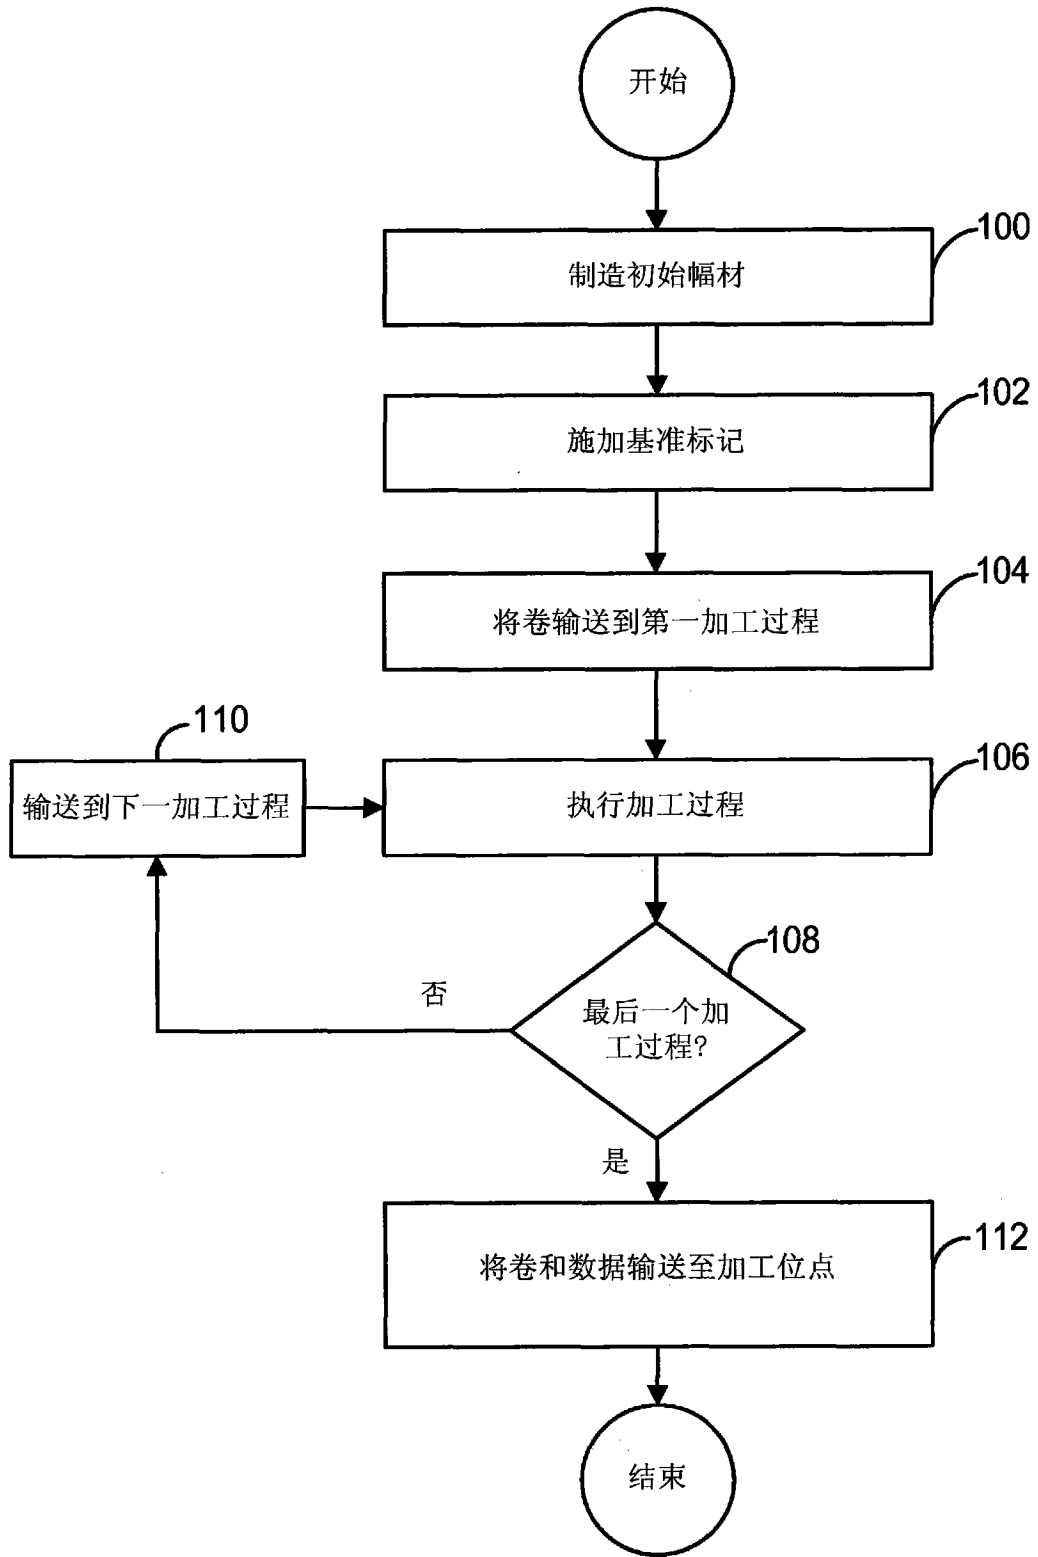 开始
100
制造初始幅材
102
施加基准标记
104
将卷输送到第一加工过程
110
106
输送到下一加工过程
执行加工过程
108
否
最后一个加
工过程?
是
112
将卷和数据输送至加工位点
结束